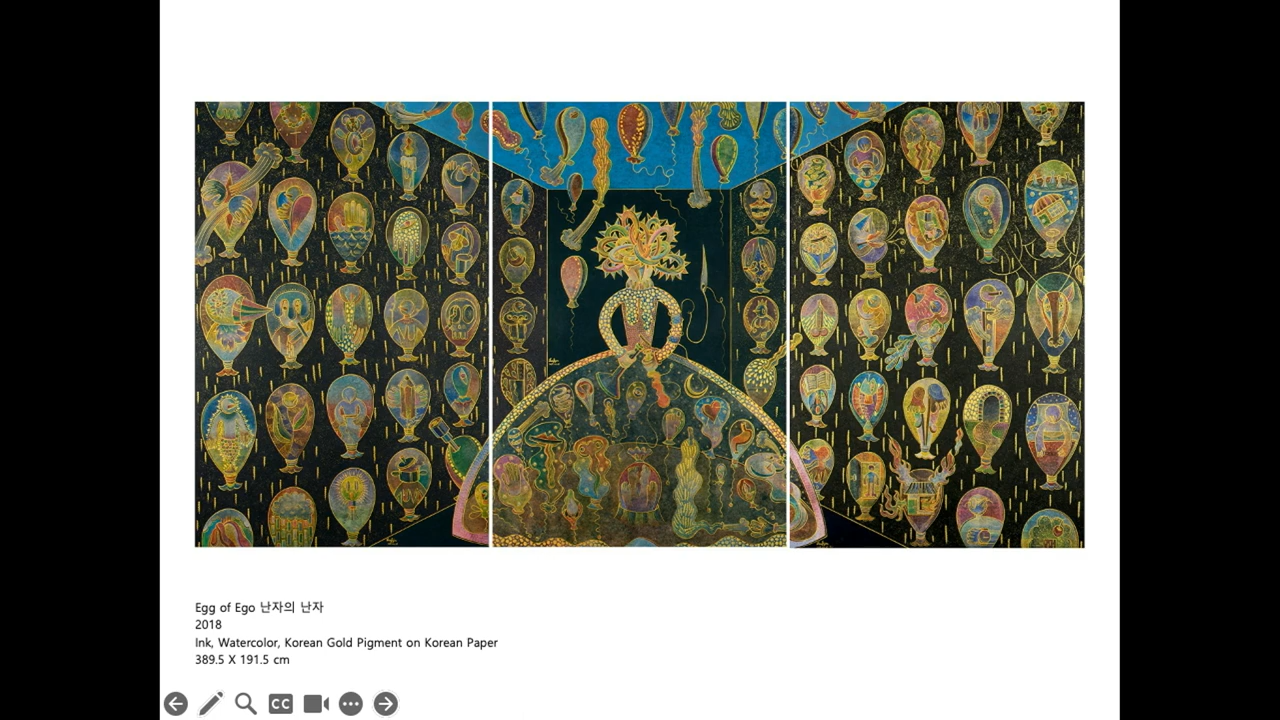 Egg of Ego 난자의 난자
2018
Ink, Watercolor, Korean Gold Pigment on Korean Paper
389.5 X 191.5 cm
CC